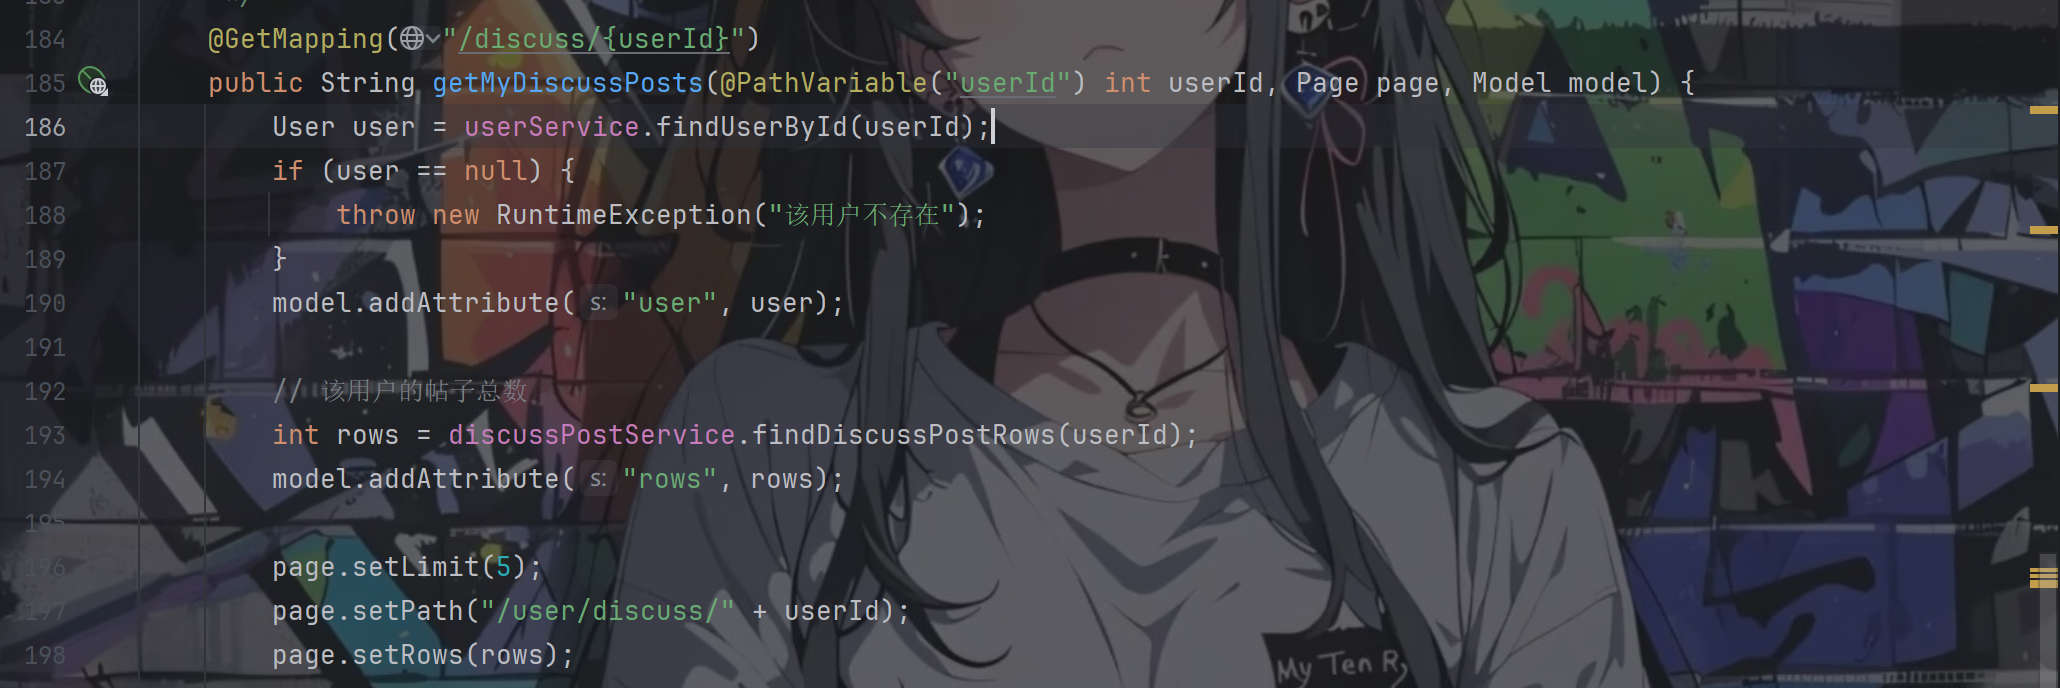 184 @GetMapping("/discuss/{userId}")
185 public String getMyDiscussPosts(@PathVariable("userId") int userId, Page page, Model model) {
186 User user = userService.findUserById(userId);
187 if (user == null) {
188 throw new RuntimeException("该用户不存在");
189 }
190 model.addAttribute( s: "user", user);
191
192 // 该用户的帖子总数
193 int rows = discussPostService.findDiscussPostRows(userId);
194 model.addAttribute( s: "rows", rows);
195
196 page.setLimit(5);
197 page.setPath("/user/discuss/" + userId);
198 page.setRows(rows);
My Ten R